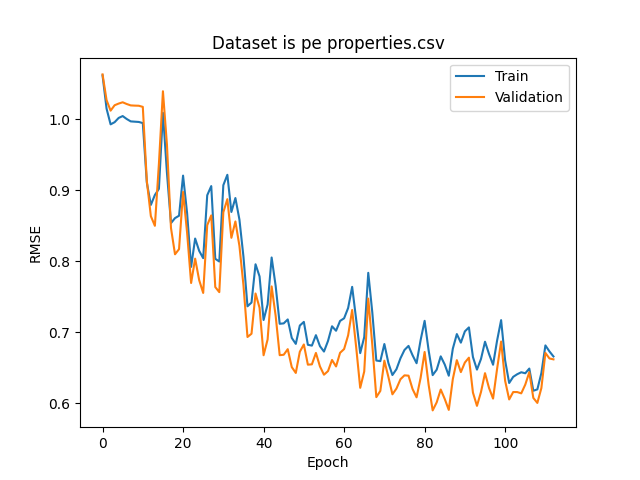 Dataset is pe properties.csv
Train
Validation
RMSE
1.0
0.9
0.8
0.7
0.6
0
20
40
60
80
100
Epoch